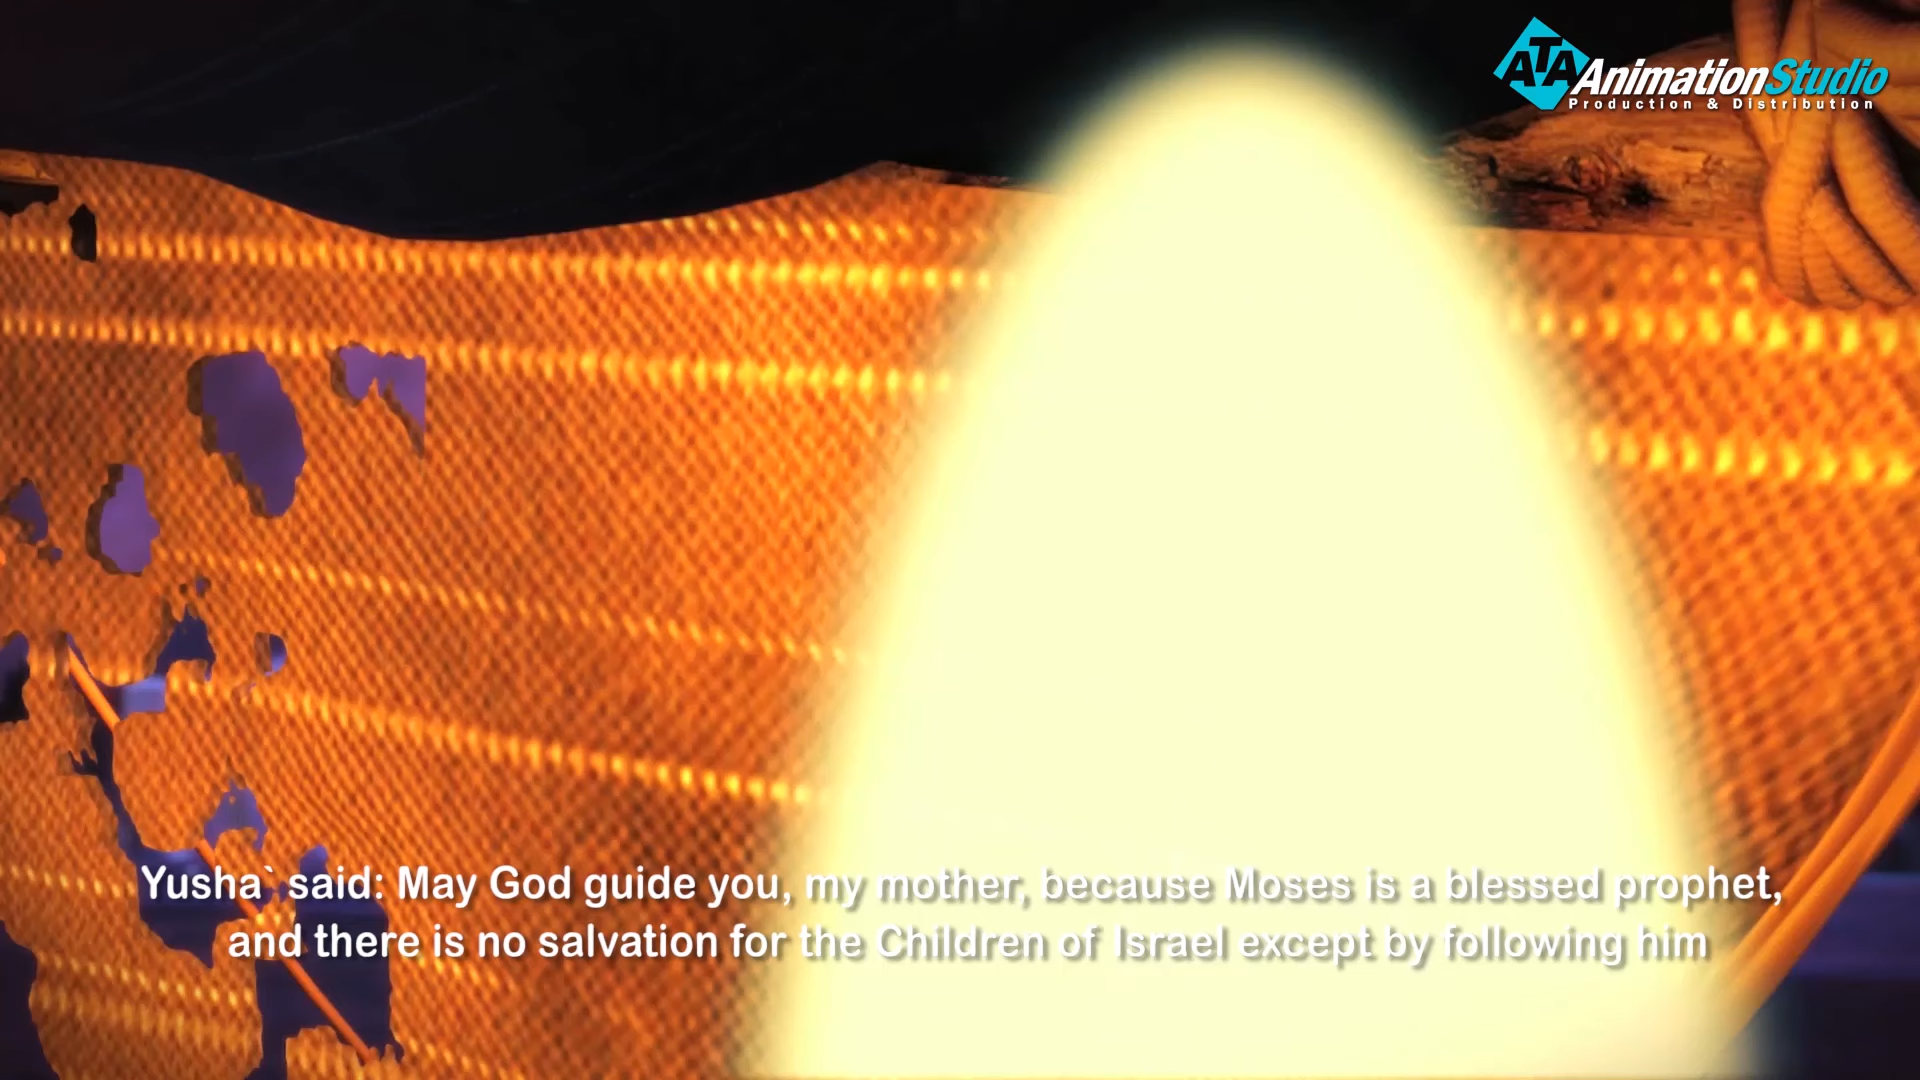 ATA AnimationStudio
Production & Distribution
Yusha` said: May God guide you, my mother, because Moses is a blessed prophet,
and there is no salvation for the Children of Israel except by following him